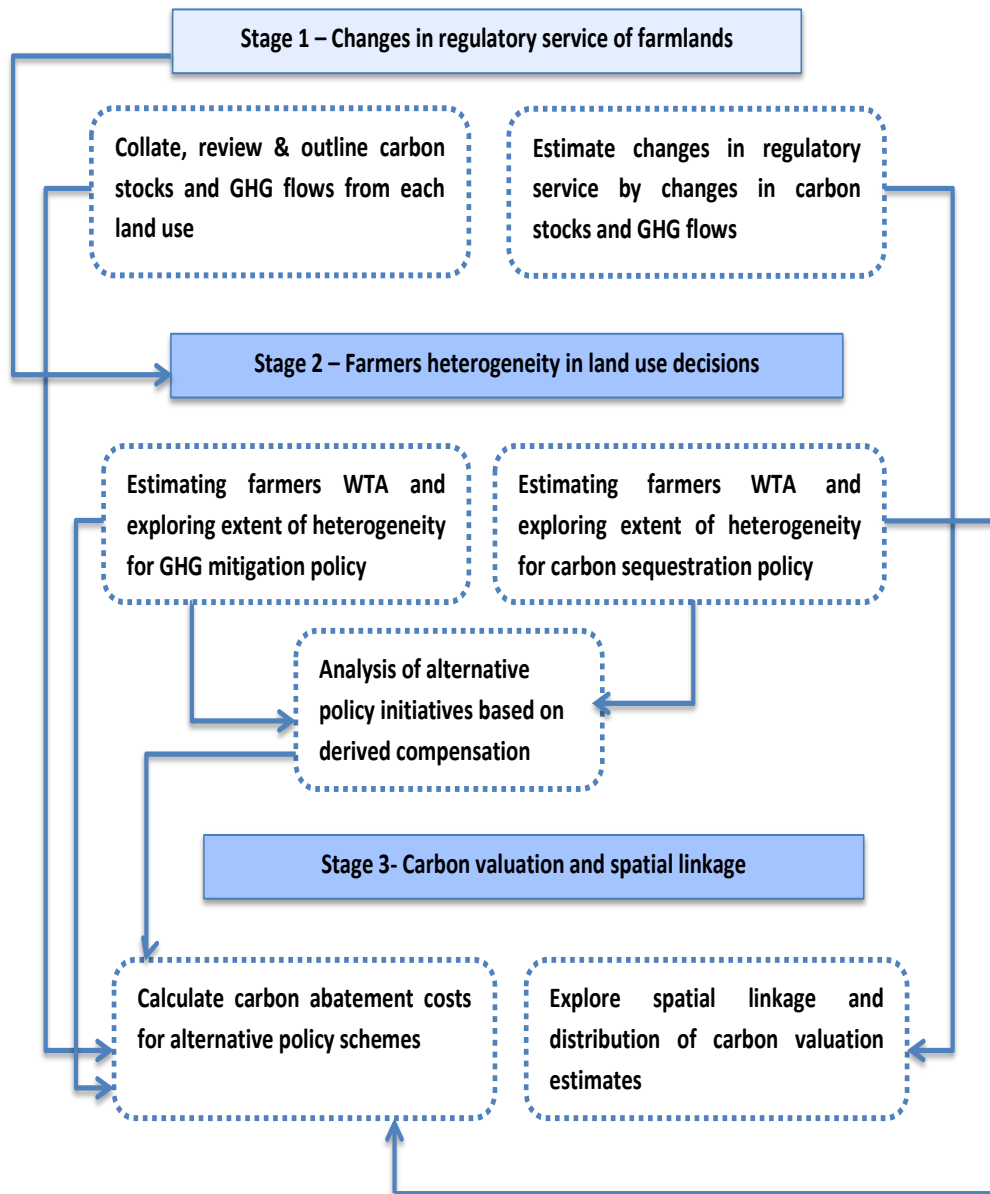 Stage 1 – Changes in regulatory service of farmlands
Collate, review & outline carbon
stocks and GHG flows from each
land use
Estimate changes in regulatory
service by changes in carbon
stocks and GHG flows
Stage 2 – Farmers heterogeneity in land use decisions
Estimating farmers WTA and
exploring extent of heterogeneity
for GHG mitigation policy
Estimating farmers WTA and
exploring extent of heterogeneity
for carbon sequestration policy
Analysis of alternative
policy initiatives based on
derived compensation
Stage 3- Carbon valuation and spatial linkage
Calculate carbon abatement costs
for alternative policy schemes
Explore spatial linkage and
distribution of carbon valuation
estimates